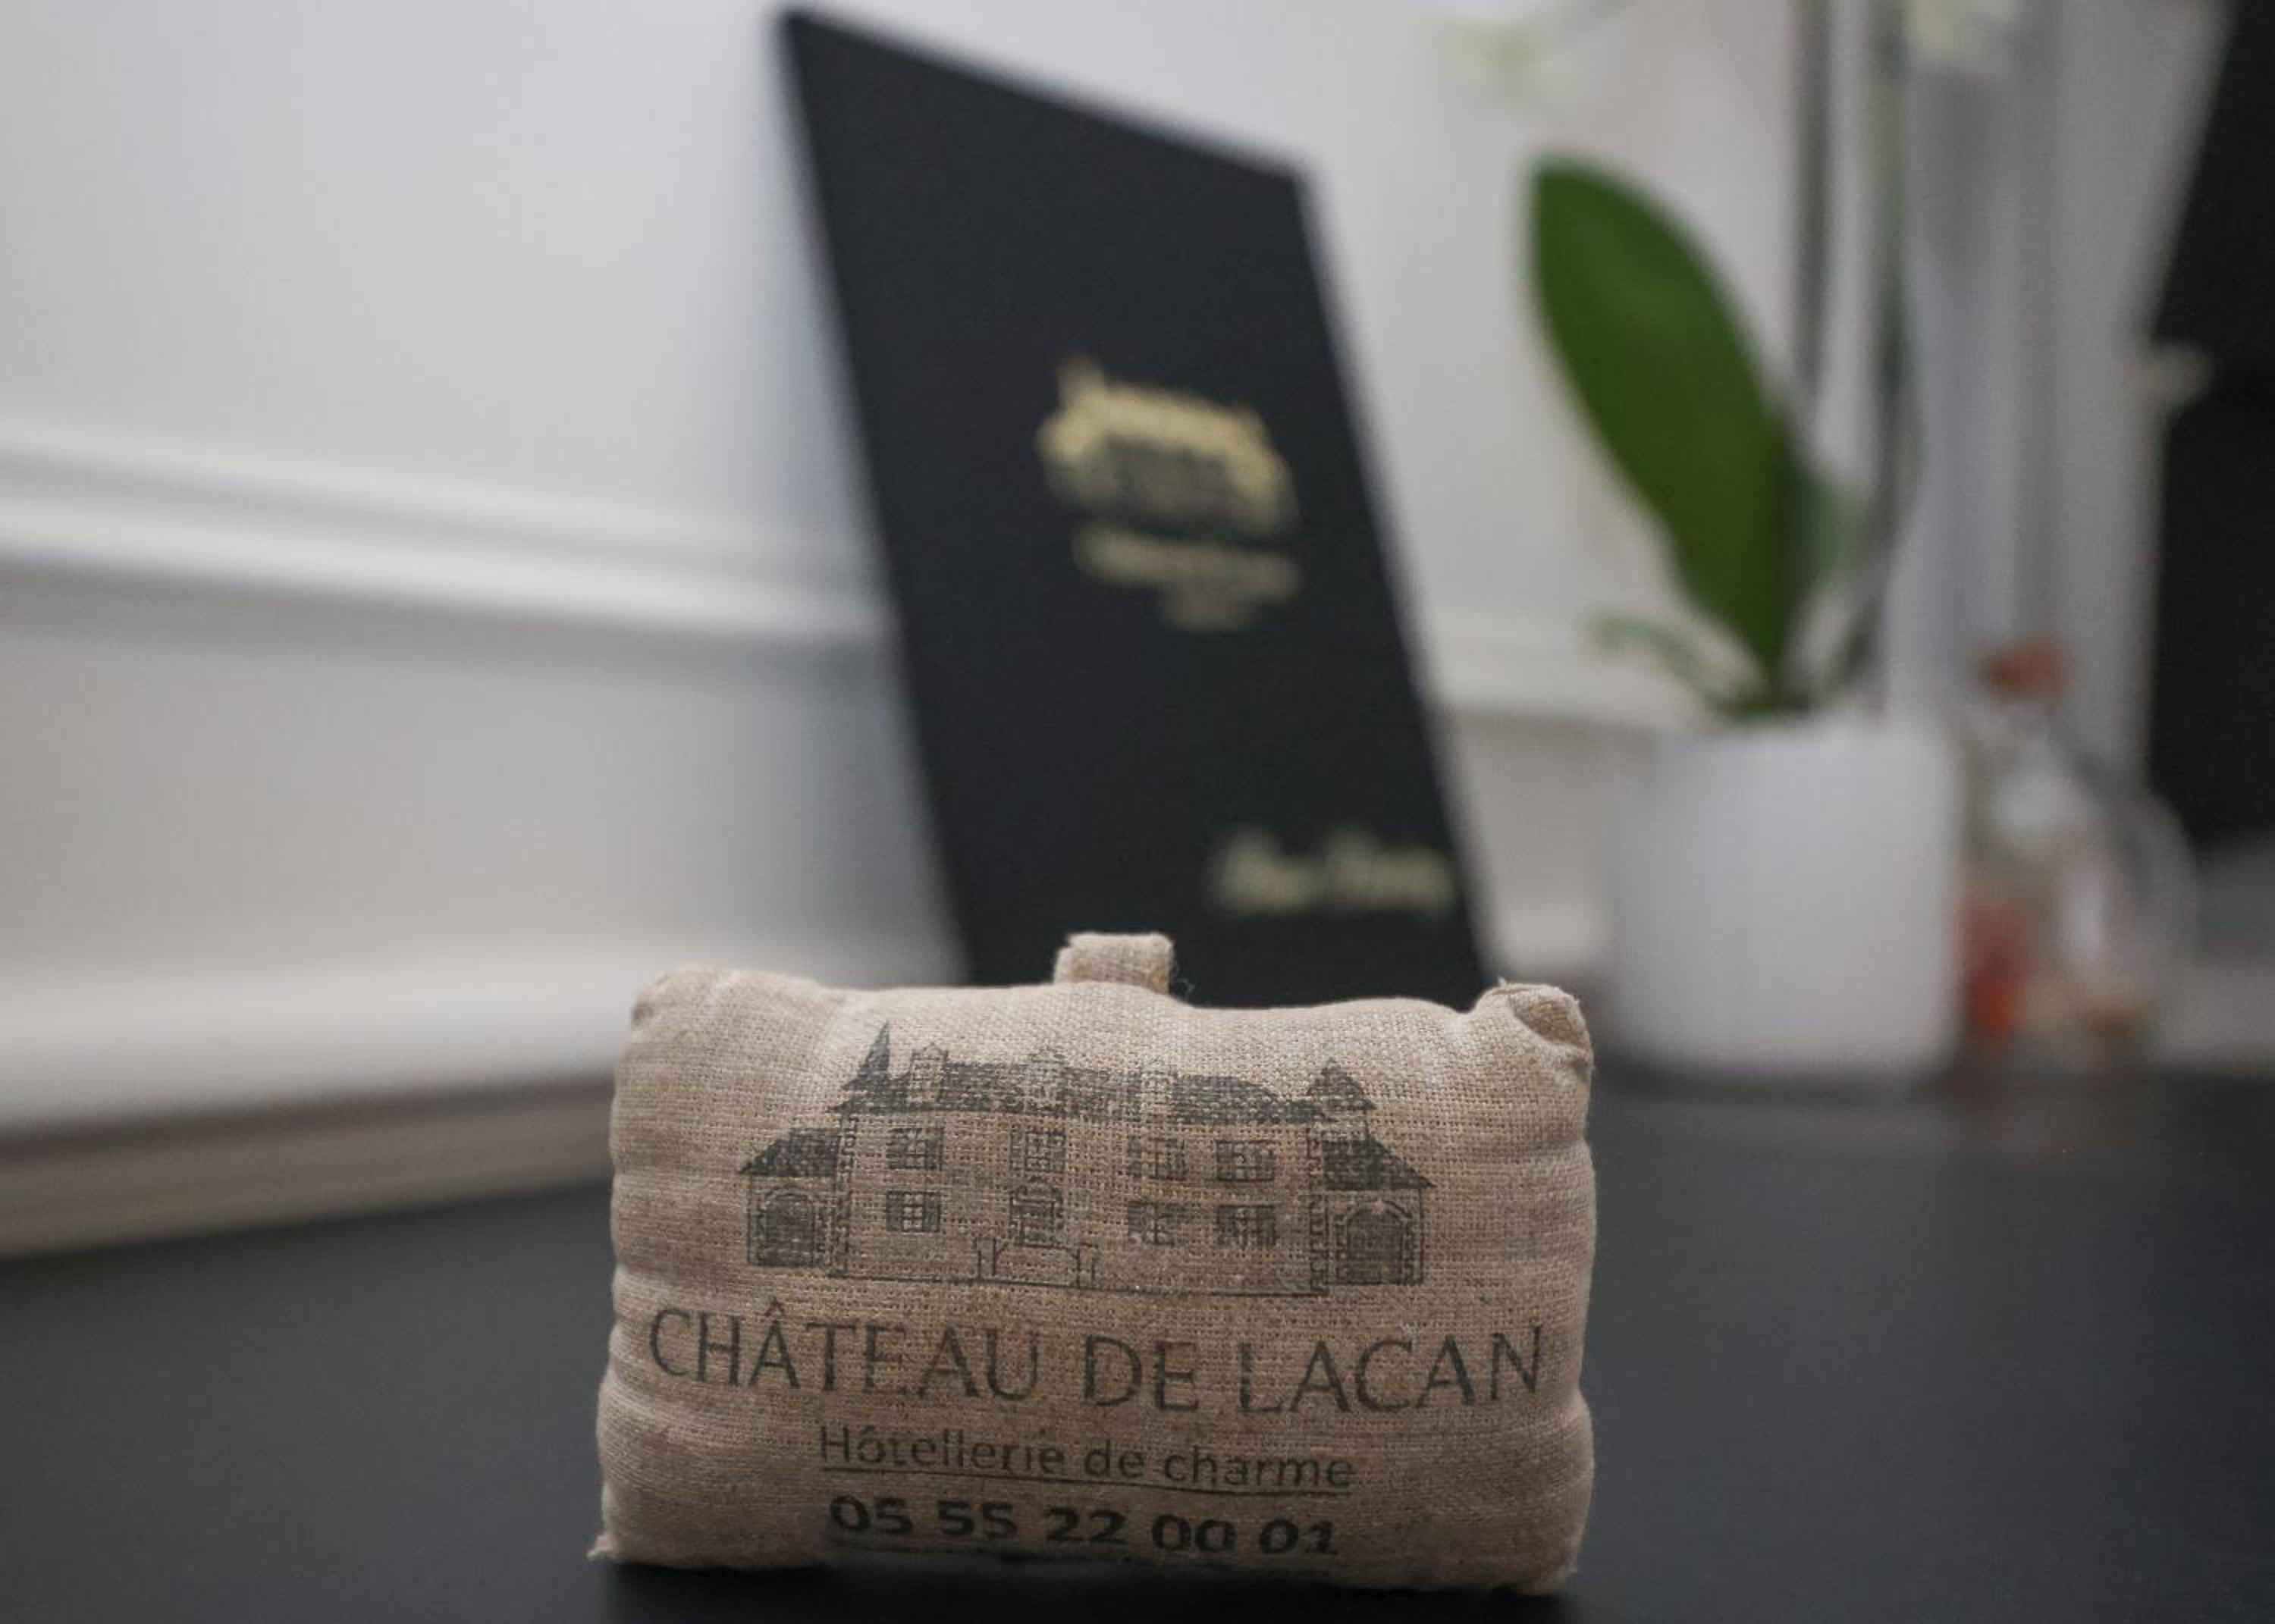 CHÂTEAU DE LACAN
Hôtellerie de charme
05 55 22 00 01